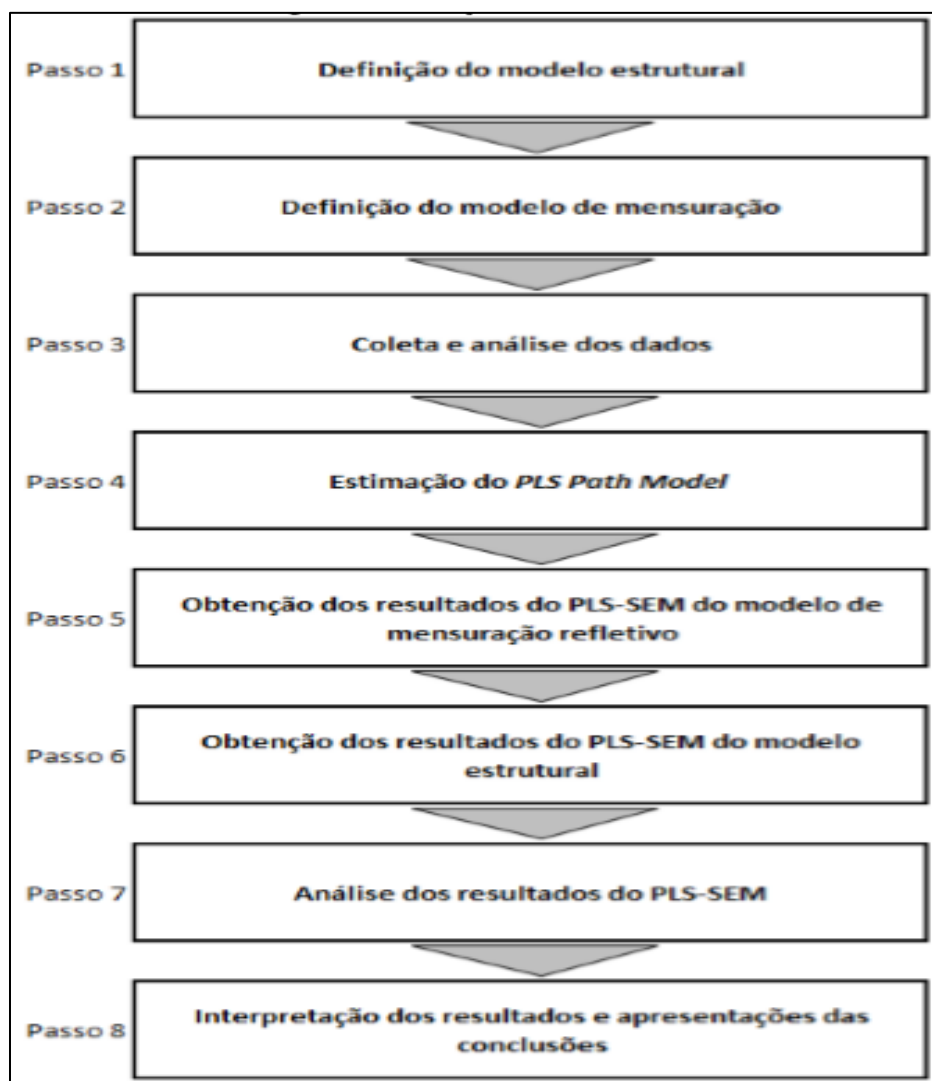 Passo 1
Definição do modelo estrutural
Passo 2
Definição do modelo de mensuração
Passo 3
Coleta e análise dos dados
Passo 4
Estimação do PLS Path Model
Passo 5
Obtenção dos resultados do PLS-SEM do modelo de
mensuração refletivo
Passo 6
Obtenção dos resultados do PLS-SEM do modelo
estrutural
Passo 7
Análise dos resultados do PLS-SEM
Passo 8
Interpretação dos resultados e apresentações das
conclusões